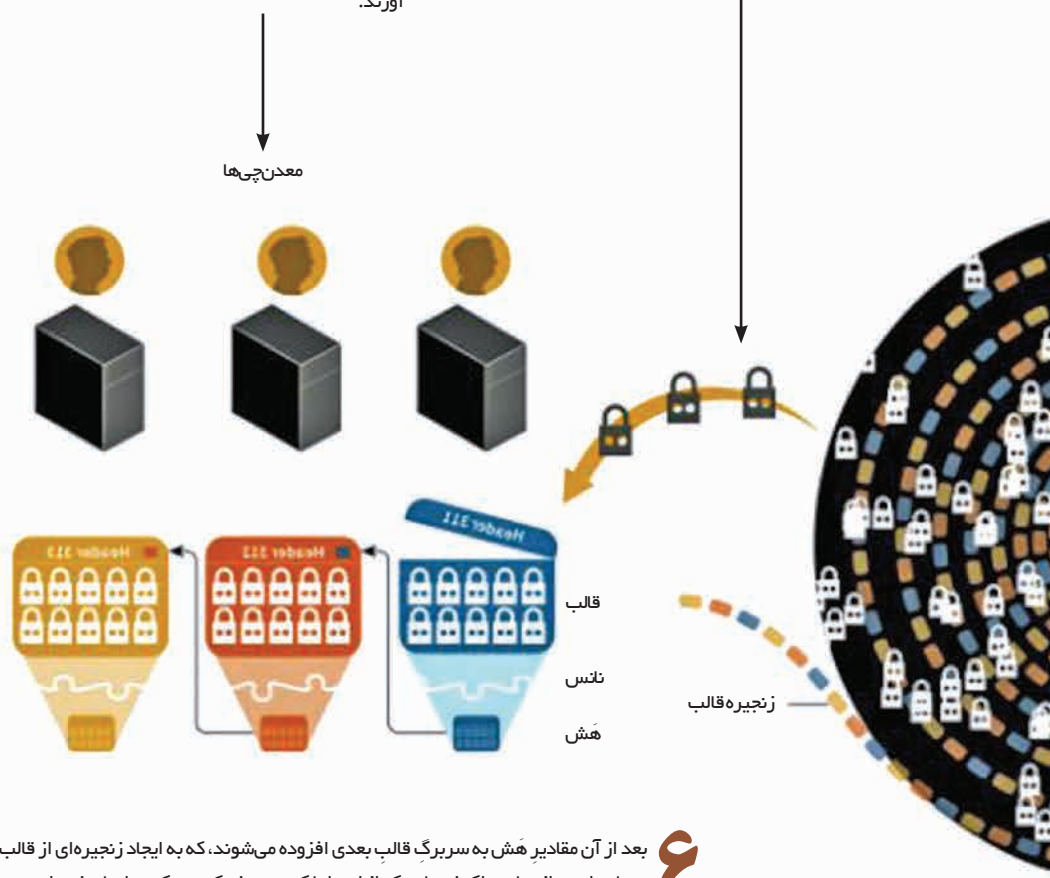 آورند.
معدن‌چی‌ها
Header 311
Header 312
Header 313
قالب
نانس
هَش
زنجیره قالب
۶
بعد از آن مقادیرِ هَش به سربرگِ قالبِ بعدی افزوده می‌شوند، که به ایجاد زنجیره‌ای از قالب